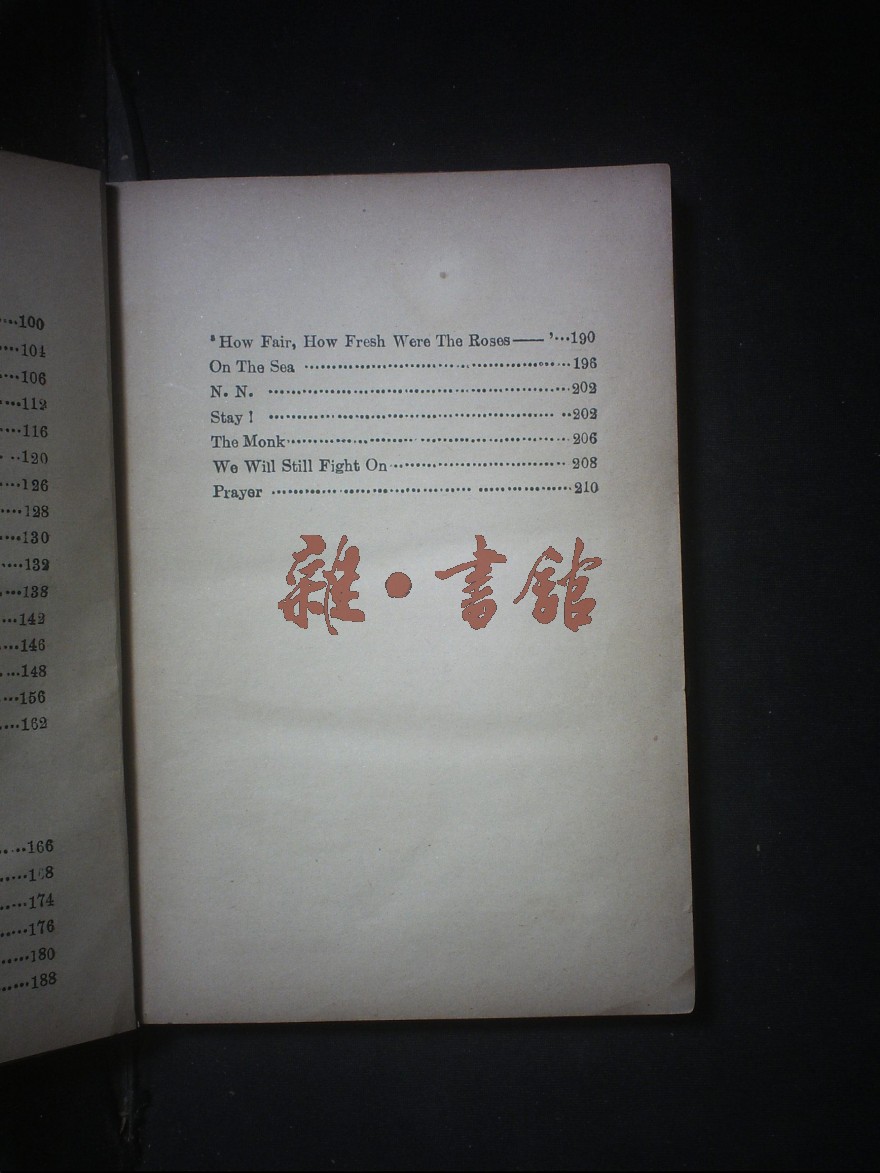 ···100
····104
····106
····112
····116
· ··120
····126
····128
····130
····132
····138
···142
····146
····148
···156
····162
·· ···166
·····174
·····176
·····180
·····188
'How Fair, How Fresh Were The Roses—— '···190
On The Sea ·············································196
N. N. ···················································202
Stay ! ················································ ··202
The Monk················································206
We Will Still Fight On······························ 208
Prayer ··················································210
雜·書館